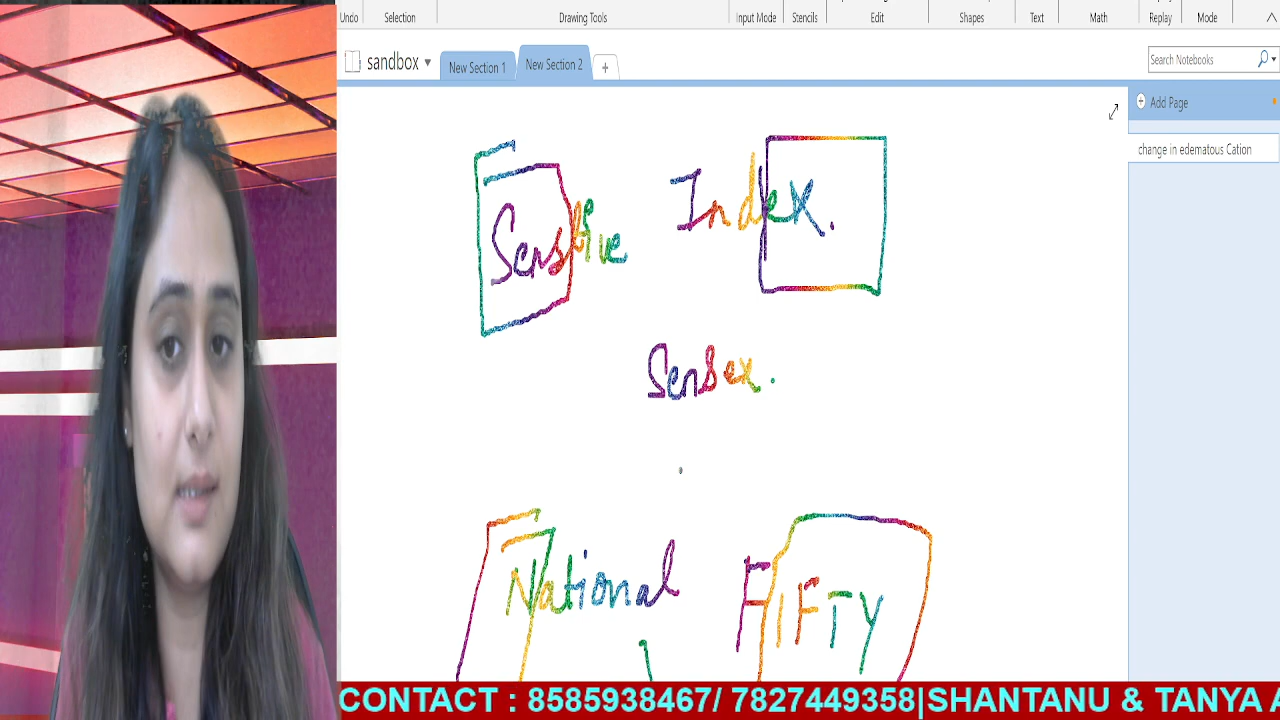 Undo Selection Drawing Tools Input Mode Stencils Edit Shapes Text Math Replay Mode
sandbox New Section 1 New Section 2 + Search Notebooks
Add Page
change in edematous Cation
Sensitive Index.
Sensex.
National FIFTY
CONTACT : 8585938467/ 7827449358|SHANTANU & TANYA A